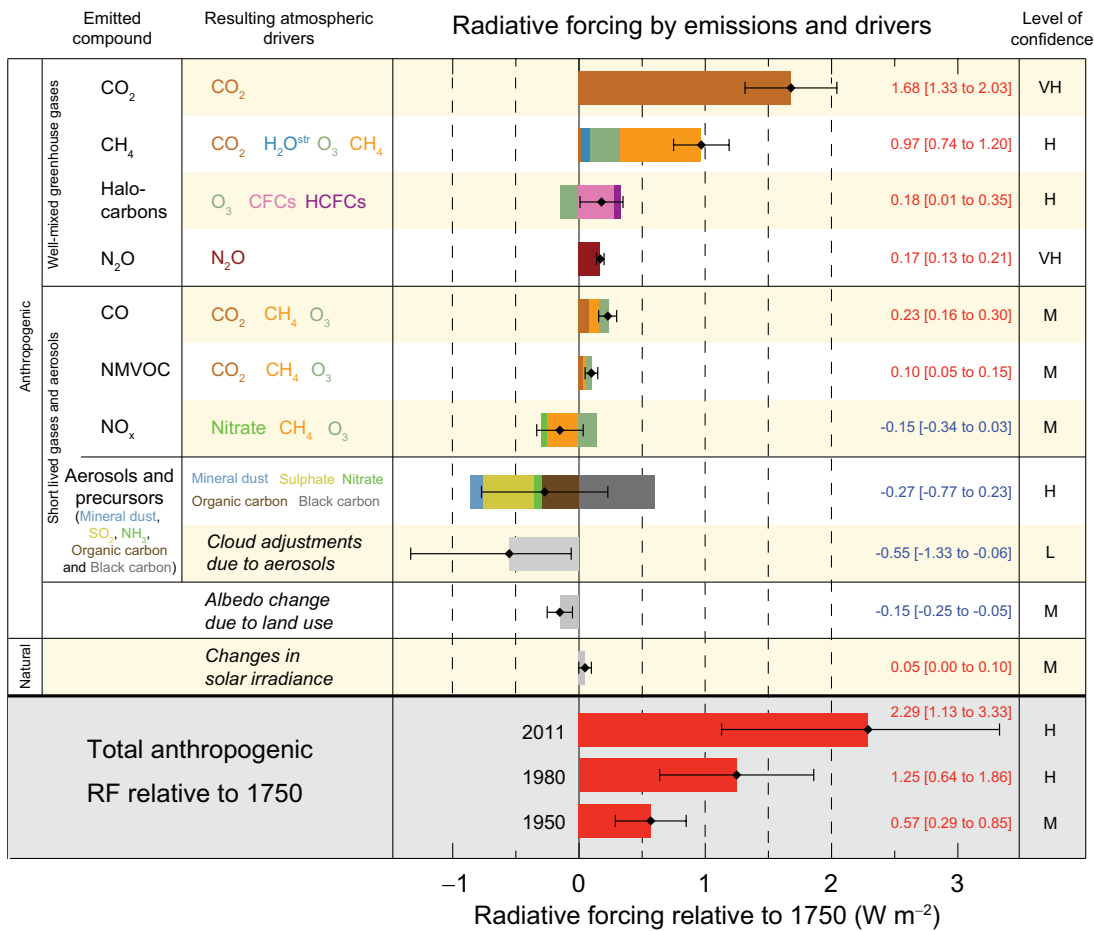 Emitted compound
Resulting atmospheric drivers
Radiative forcing by emissions and drivers
Level of confidence
Anthropogenic
Well-mixed greenhouse gases
CO₂
CO₂
1.68 [1.33 to 2.03]
VH
CH₄
CO₂ H₂Oˢᵗʳ O₃ CH₄
0.97 [0.74 to 1.20]
H
Halo-
carbons
O₃ CFCs HCFCs
0.18 [0.01 to 0.35]
H
N₂O
N₂O
0.17 [0.13 to 0.21]
VH
Short lived gases and aerosols
CO
CO₂ CH₄ O₃
0.23 [0.16 to 0.30]
M
NMVOC
CO₂ CH₄ O₃
0.10 [0.05 to 0.15]
M
NOₓ
Nitrate CH₄ O₃
-0.15 [-0.34 to 0.03]
M
Aerosols and
precursors
(Mineral dust,
SO₂, NH₃,
Organic carbon
and Black carbon)
Mineral dust Sulphate Nitrate
Organic carbon Black carbon
-0.27 [-0.77 to 0.23]
H
Cloud adjustments
due to aerosols
-0.55 [-1.33 to -0.06]
L
Albedo change
due to land use
-0.15 [-0.25 to -0.05]
M
Natural
Changes in
solar irradiance
0.05 [0.00 to 0.10]
M
Total anthropogenic
RF relative to 1750
2011
2.29 [1.13 to 3.33]
H
1980
1.25 [0.64 to 1.86]
H
1950
0.57 [0.29 to 0.85]
M
−1 0 1 2 3
Radiative forcing relative to 1750 (W m⁻²)